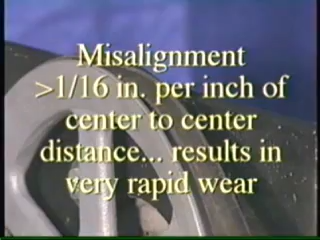 Misalignment
>1/16 in. per inch of
center to center
distance... results in
very rapid wear